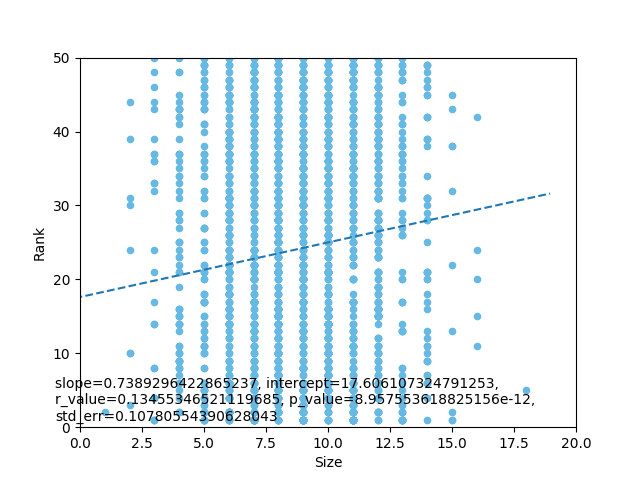 50
40
30
20
10
0
Rank
slope=0.7389296422865237, intercept=17.606107324791253,
r_value=0.13455346521119685, p_value=8.957553618825156e-12,
std_err=0.10780554390628043
0.0 2.5 5.0 7.5 10.0 12.5 15.0 17.5 20.0
Size